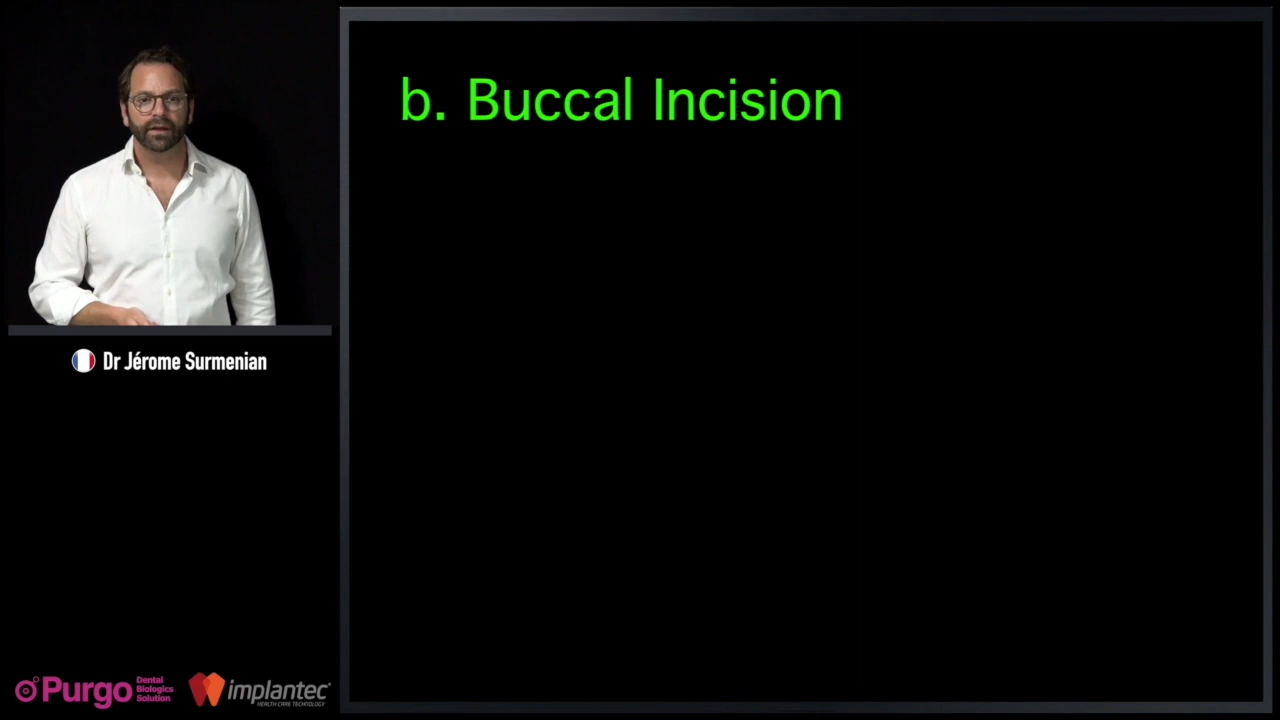 b. Buccal Incision
Dr Jérome Surmenian
Purgo
Dental
Biologics
Solution
implantec
HEALTH CARE TECHNOLOGY